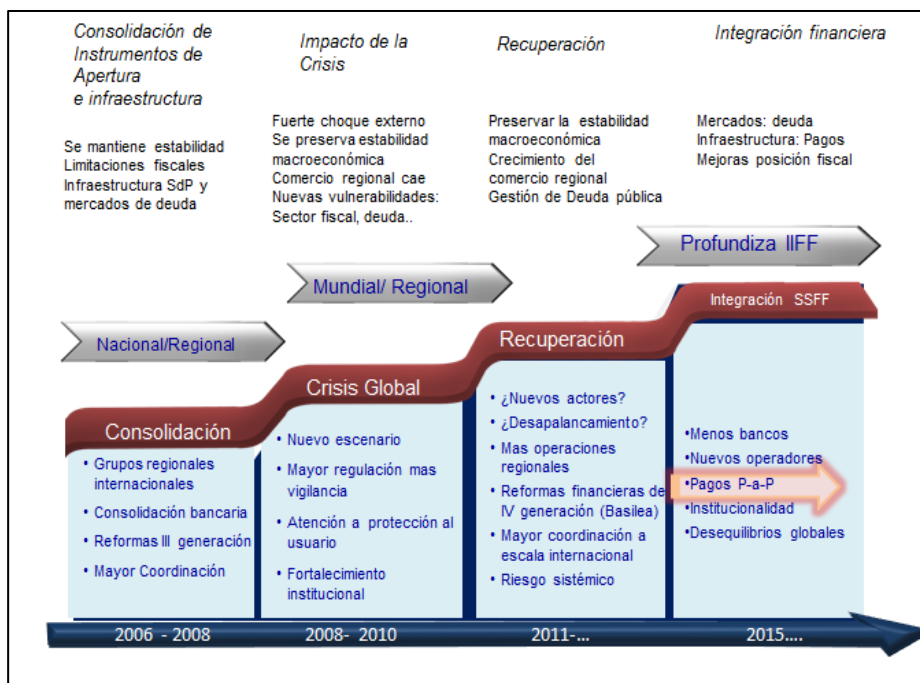 Consolidación de
Instrumentos de
Apertura
e infraestructura
Impacto de la
Crisis
Recuperación
Integración financiera
Se mantiene estabilidad
Limitaciones fiscales
Infraestructura SdP y
mercados de deuda
Fuerte choque externo
Se preserva estabilidad
macroeconómica
Comercio regional cae
Nuevas vulnerabilidades:
Sector fiscal, deuda..
Preservar la estabilidad
macroeconómica
Crecimiento del
comercio regional
Gestión de Deuda pública
Mercados: deuda
Infraestructura: Pagos
Mejoras posición fiscal
Nacional/Regional
Mundial/ Regional
Profundiza IIFF
Consolidación
Crisis Global
Recuperación
Integración SSFF
• Grupos regionales
internacionales
• Consolidación bancaria
• Reformas III generación
• Mayor Coordinación
• Nuevo escenario
• Mayor regulación mas
vigilancia
• Atención a protección al
usuario
• Fortalecimiento
institucional
• ¿Nuevos actores?
• ¿Desapalancamiento?
• Mas operaciones
regionales
• Reformas financieras de
IV generación (Basilea)
• Mayor coordinación a
escala internacional
• Riesgo sistémico
•Menos bancos
•Nuevos operadores
•Pagos P-a-P
•Institucionalidad
•Desequilibrios globales
2006 - 2008
2008- 2010
2011-...
2015....